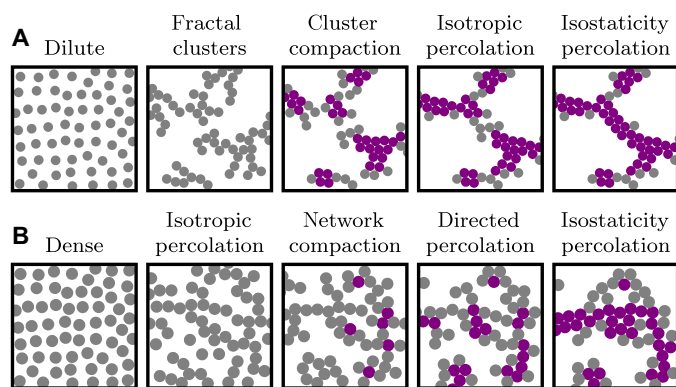 A
Dilute
Fractal
clusters
Cluster
compaction
Isotropic
percolation
Isostaticity
percolation
B
Dense
Isotropic
percolation
Network
compaction
Directed
percolation
Isostaticity
percolation